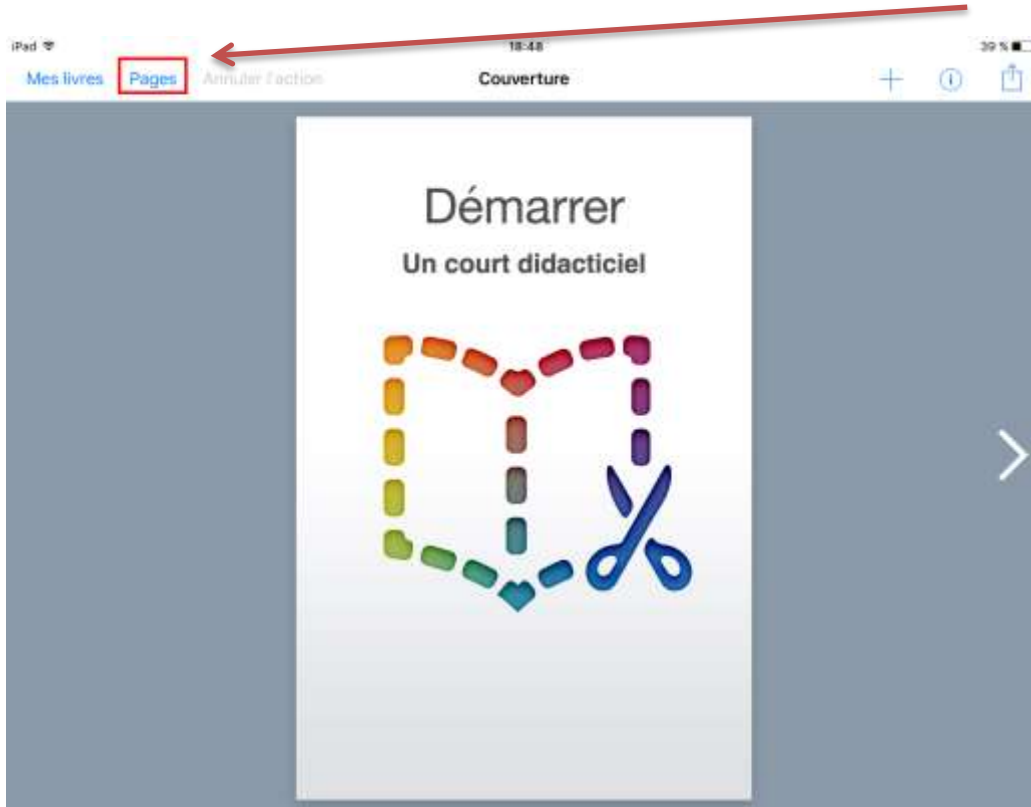 iPad 18:48 39 %
Mes livres Pages Annuler l'action Couverture
Démarrer
Un court didacticiel